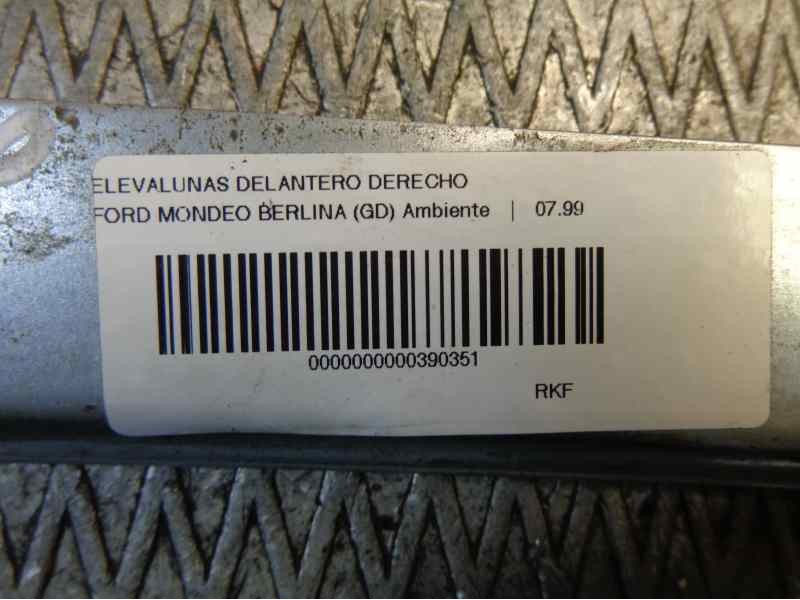 ELEVALUNAS DELANTERO DERECHO
FORD MONDEO BERLINA (GD) Ambiente | 07.99
0000000000390351
RKF